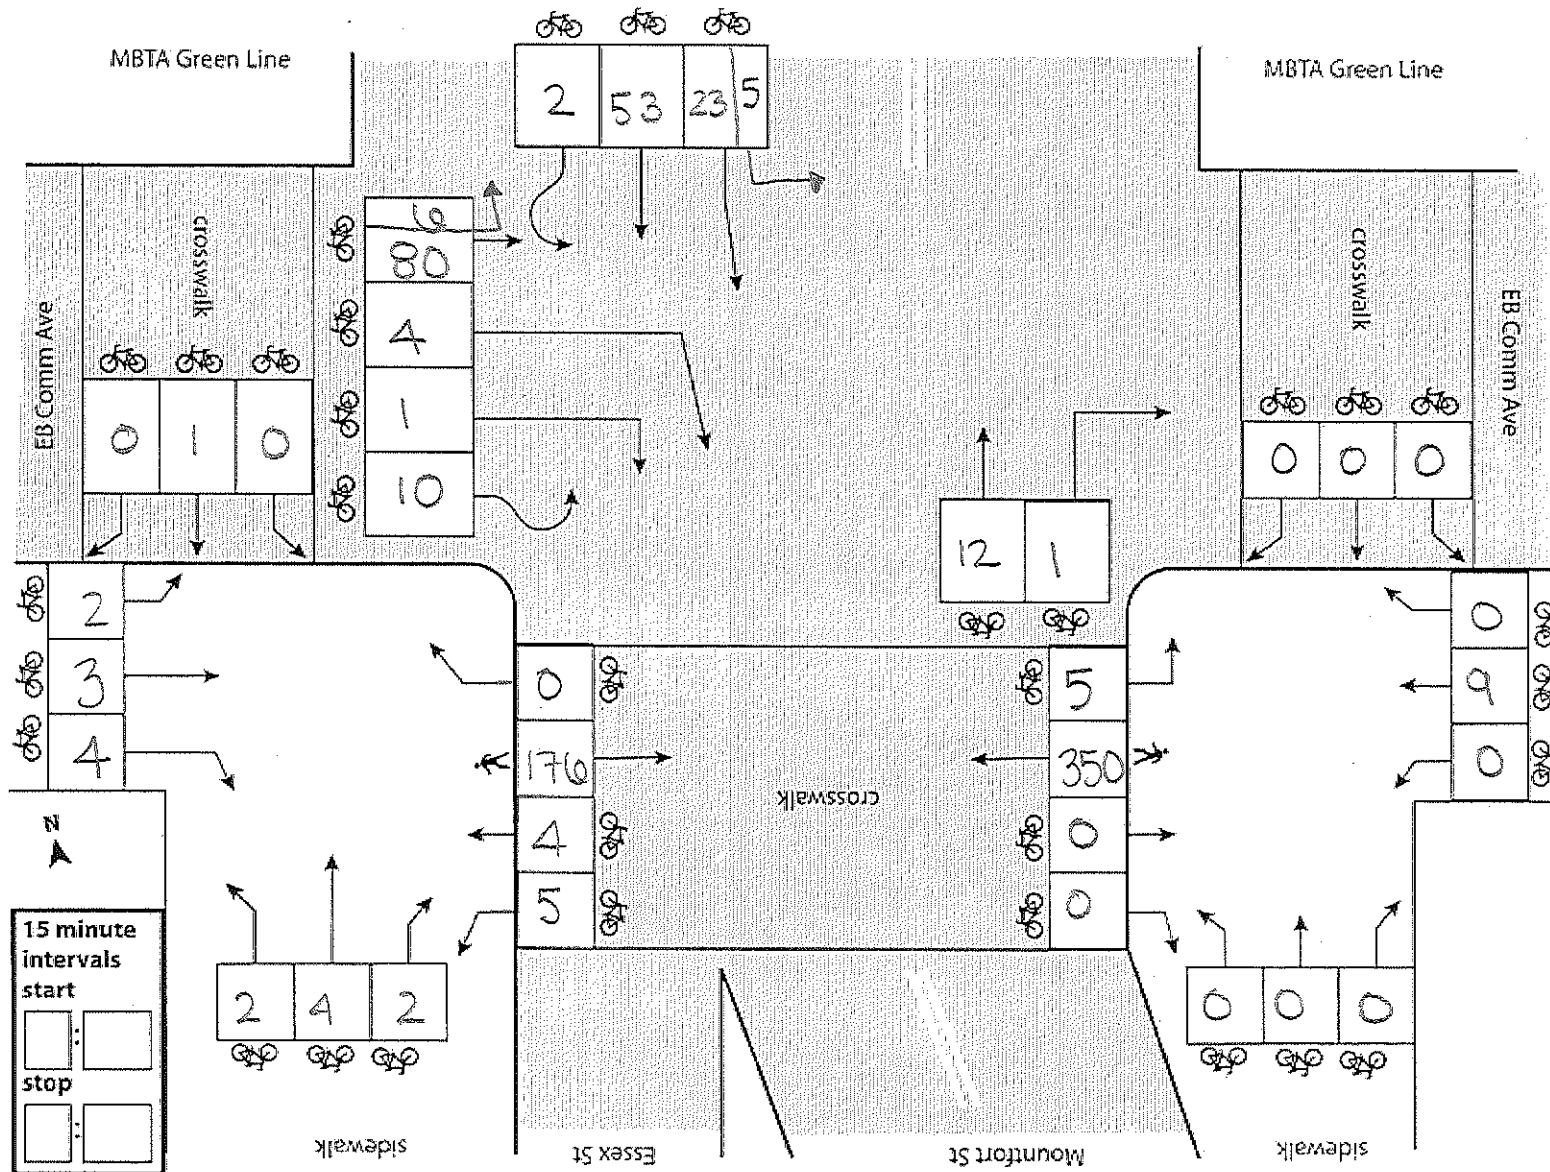 MBTA Green Line
MBTA Green Line
2 53 23 5
6
80
4
1
10
crosswalk
EB Comm Ave
0 1 0
crosswalk
EB Comm Ave
0 0 0
12 1
2
3
4
0
176
4
5
crosswalk
5
350
0
0
0
9
0
N
15 minute
intervals
start
:
stop
:
2 4 2
0 0 0
sidewalk
Essex St
Mountfort St
sidewalk